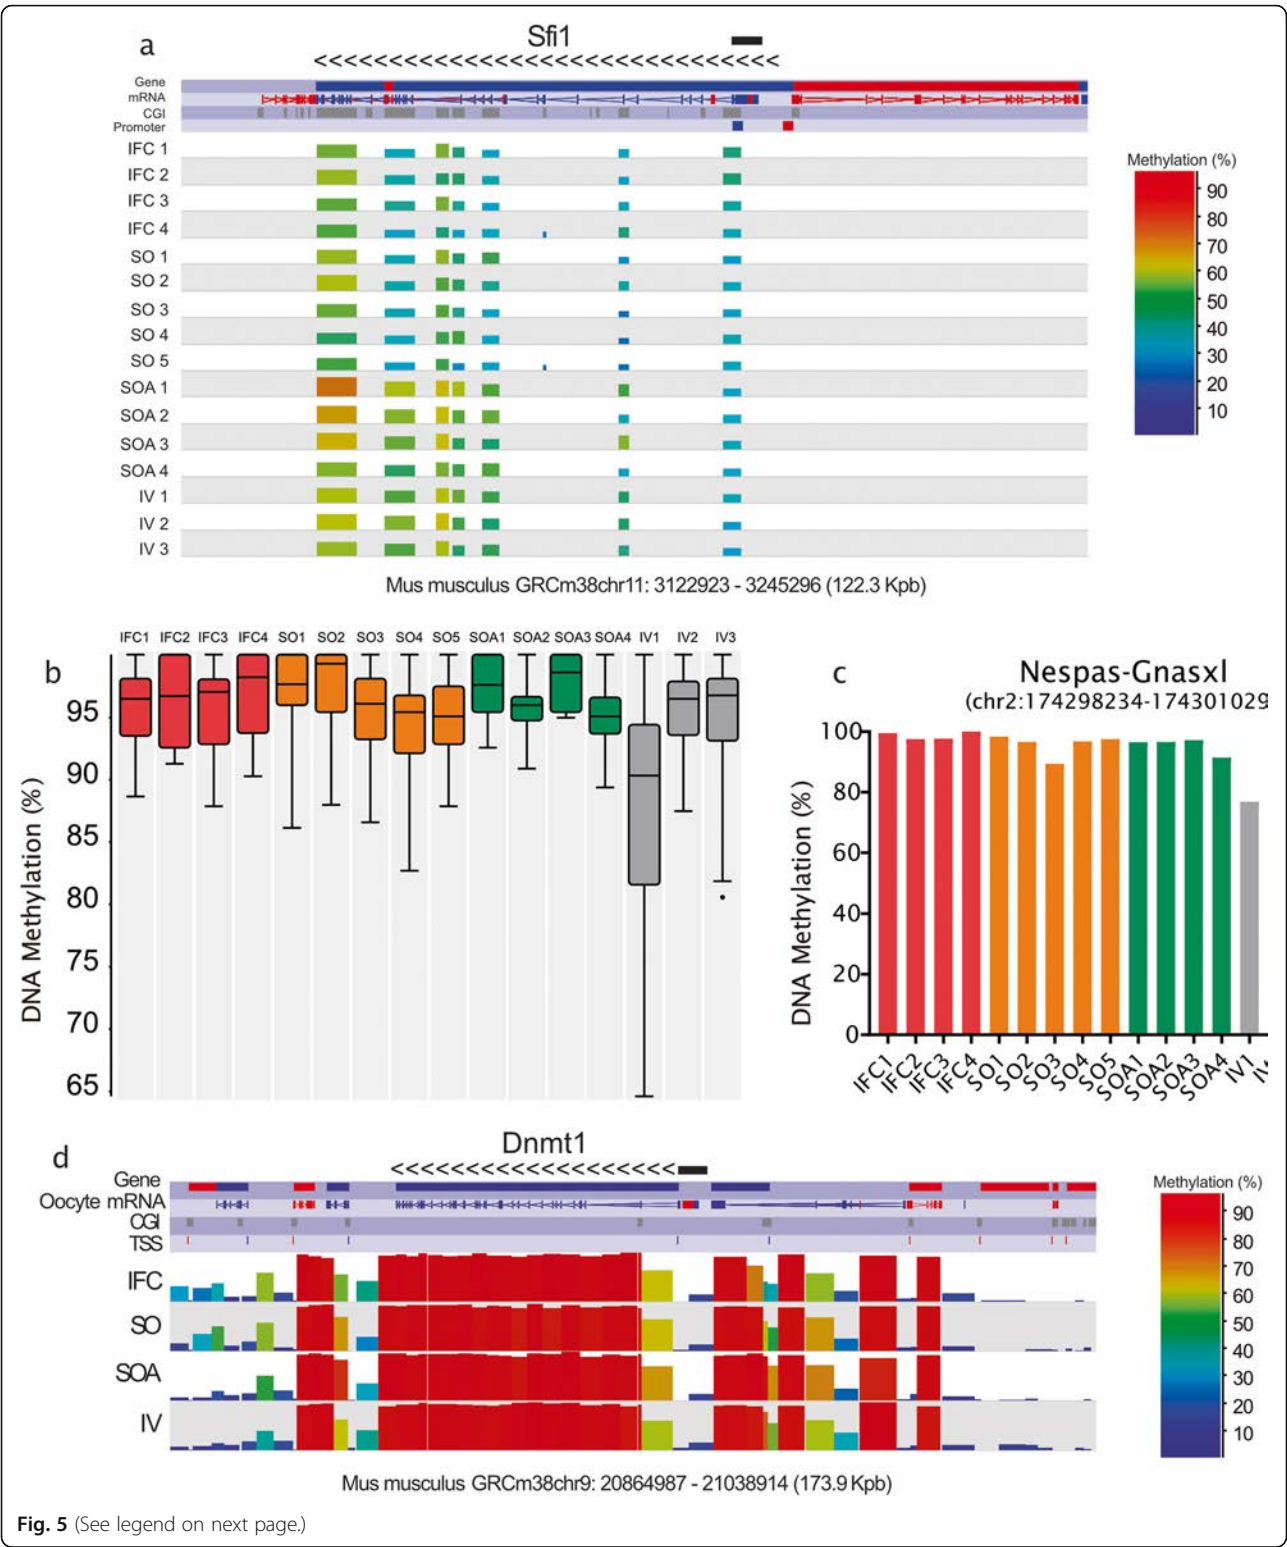 a
Sfi1
<<<<<<<<<<<<<<<<<<<<<<<<<<<<<<<
Gene
mRNA
CGI
Promoter
IFC 1
IFC 2
IFC 3
IFC 4
SO 1
SO 2
SO 3
SO 4
SO 5
SOA 1
SOA 2
SOA 3
SOA 4
IV 1
IV 2
IV 3
Methylation (%)
90
80
70
60
50
40
30
20
10
Mus musculus GRCm38chr11: 3122923 - 3245296 (122.3 Kpb)
b
IFC1 IFC2 IFC3 IFC4 SO1 SO2 SO3 SO4 SO5 SOA1 SOA2 SOA3 SOA4 IV1 IV2 IV3
DNA Methylation (%)
95
90
85
80
75
70
65
c
Nespas-Gnasxl
(chr2:174298234-174301029
DNA Methylation (%)
100
80
60
40
20
0
IFC1 IFC2 IFC3 IFC4 SO1 SO2 SO3 SO4 SO5 SOA1 SOA2 SOA3 SOA4 IV1
d
Dnmt1
<<<<<<<<<<<<<<<<<<<
Gene
Oocyte mRNA
CGI
TSS
IFC
SO
SOA
IV
Methylation (%)
90
80
70
60
50
40
30
20
10
Mus musculus GRCm38chr9: 20864987 - 21038914 (173.9 Kpb)
Fig. 5 (See legend on next page.)